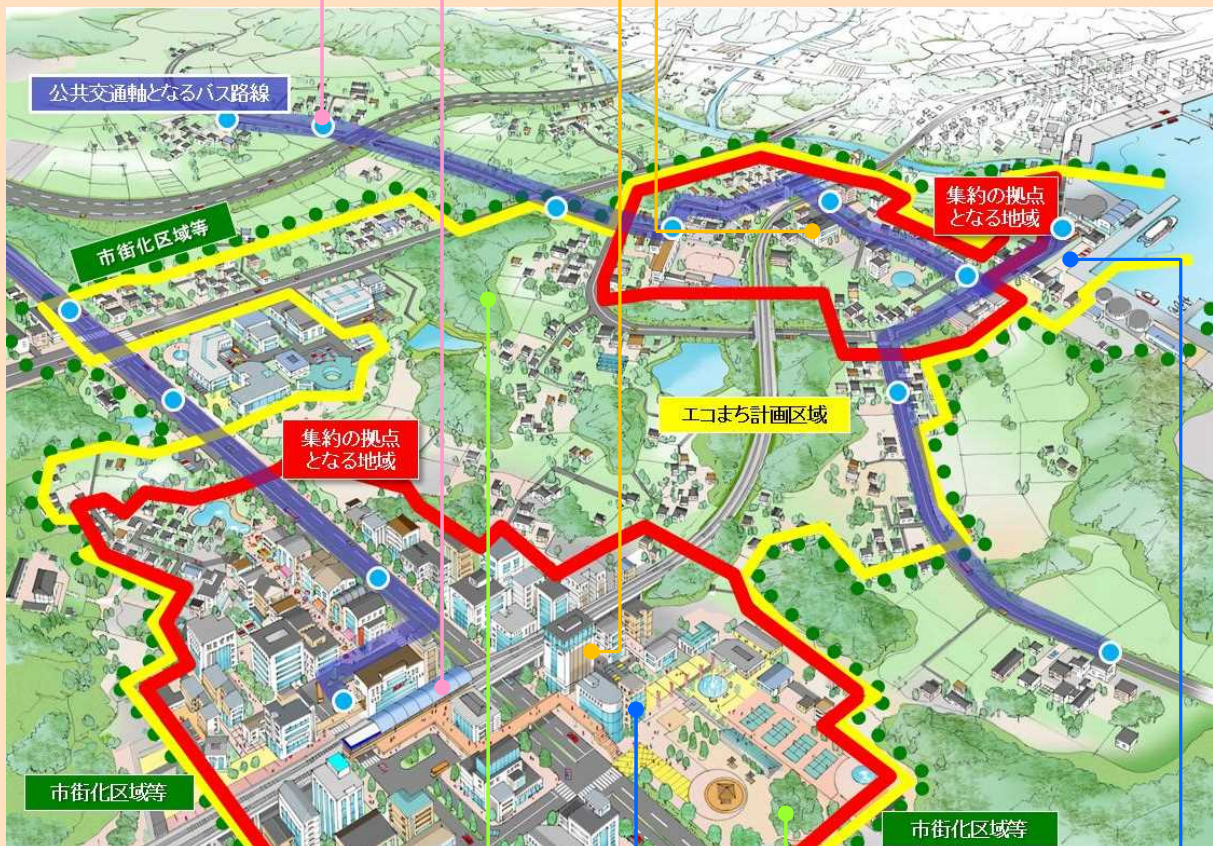 公共交通軸となるバス路線
集約の拠点
となる地域
市街化区域等
エコまち計画区域
集約の拠点
となる地域
市街化区域等
市街化区域等